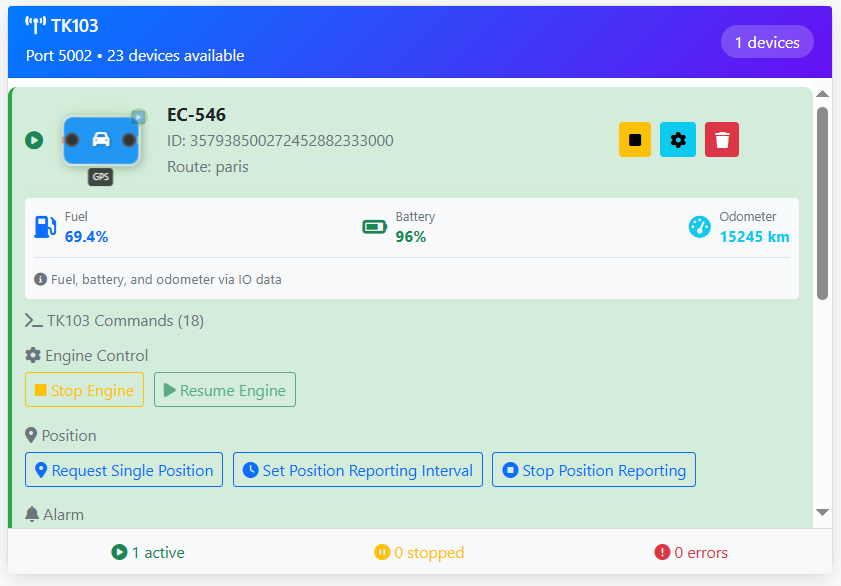 TK103
Port 5002 • 23 devices available
1 devices
EC-546
ID: 357938500272452882333000
Route: paris
GPS
Fuel
69.4%
Battery
96%
Odometer
15245 km
Fuel, battery, and odometer via IO data
TK103 Commands (18)
Engine Control
Stop Engine
Resume Engine
Position
Request Single Position
Set Position Reporting Interval
Stop Position Reporting
Alarm
1 active
0 stopped
0 errors